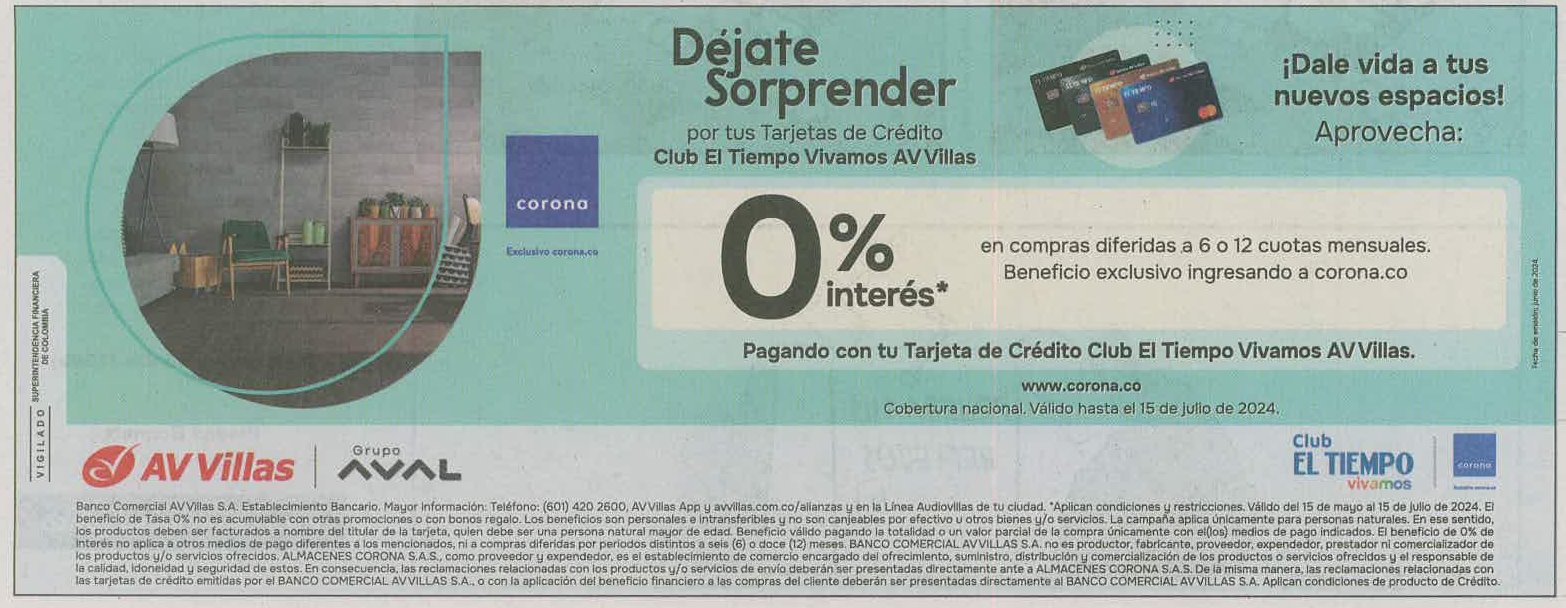 Déjate
Sorprender
por tus Tarjetas de Crédito
Club El Tiempo Vivamos AV Villas
¡Dale vida a tus
nuevos espacios!
Aprovecha:
corona
Exclusivo corona.co
0%
interés*
en compras diferidas a 6 o 12 cuotas mensuales.
Beneficio exclusivo ingresando a corona.co
Pagando con tu Tarjeta de Crédito Club El Tiempo Vivamos AV Villas.
www.corona.co
Cobertura nacional. Válido hasta el 15 de julio de 2024.
Fecha de emisión: junio de 2024.
VIGILADO
SUPERINTENDENCIA FINANCIERA
DE COLOMBIA
AV Villas
Grupo
AVAL
Club
EL TIEMPO
vivamos
corona
Exclusivo corona.co
Banco Comercial AV Villas S.A. Establecimiento Bancario. Mayor Información: Teléfono: (601) 420 2600, AV Villas App y avvillas.com.co/alianzas y en la Línea Audiovillas de tu ciudad. *Aplican condiciones y restricciones. Válido del 15 de mayo al 15 de julio de 2024. El
beneficio de Tasa 0% no es acumulable con otras promociones o con bonos regalo. Los beneficios son personales e intransferibles y no son canjeables por efectivo u otros bienes y/o servicios. La campaña aplica únicamente para personas naturales. En ese sentido,
los productos deben ser facturados a nombre del titular de la tarjeta, quien debe ser una persona natural mayor de edad. Beneficio válido pagando la totalidad o un valor parcial de la compra únicamente con el(los) medios de pago indicados. El beneficio de 0% de
interés no aplica a otros medios de pago diferentes a los mencionados, ni a compras diferidas por periodos distintos a seis (6) o doce (12) meses. BANCO COMERCIAL AV VILLAS S.A. no es productor, fabricante, proveedor, expendedor, prestador ni comercializador de
los productos y/o servicios ofrecidos. ALMACENES CORONA S.A.S., como proveedor y expendedor, es el establecimiento de comercio encargado del ofrecimiento, suministro, distribución y comercialización de los productos o servicios ofrecidos y el responsable de
la calidad, idoneidad y seguridad de estos. En consecuencia, las reclamaciones relacionadas con los productos y/o servicios de envío deberán ser presentadas directamente ante a ALMACENES CORONA S.A.S. De la misma manera, las reclamaciones relacionadas con
las tarjetas de crédito emitidas por el BANCO COMERCIAL AV VILLAS S.A., o con la aplicación del beneficio financiero a las compras del cliente deberán ser presentadas directamente al BANCO COMERCIAL AV VILLAS S.A. Aplican condiciones de producto de Crédito.